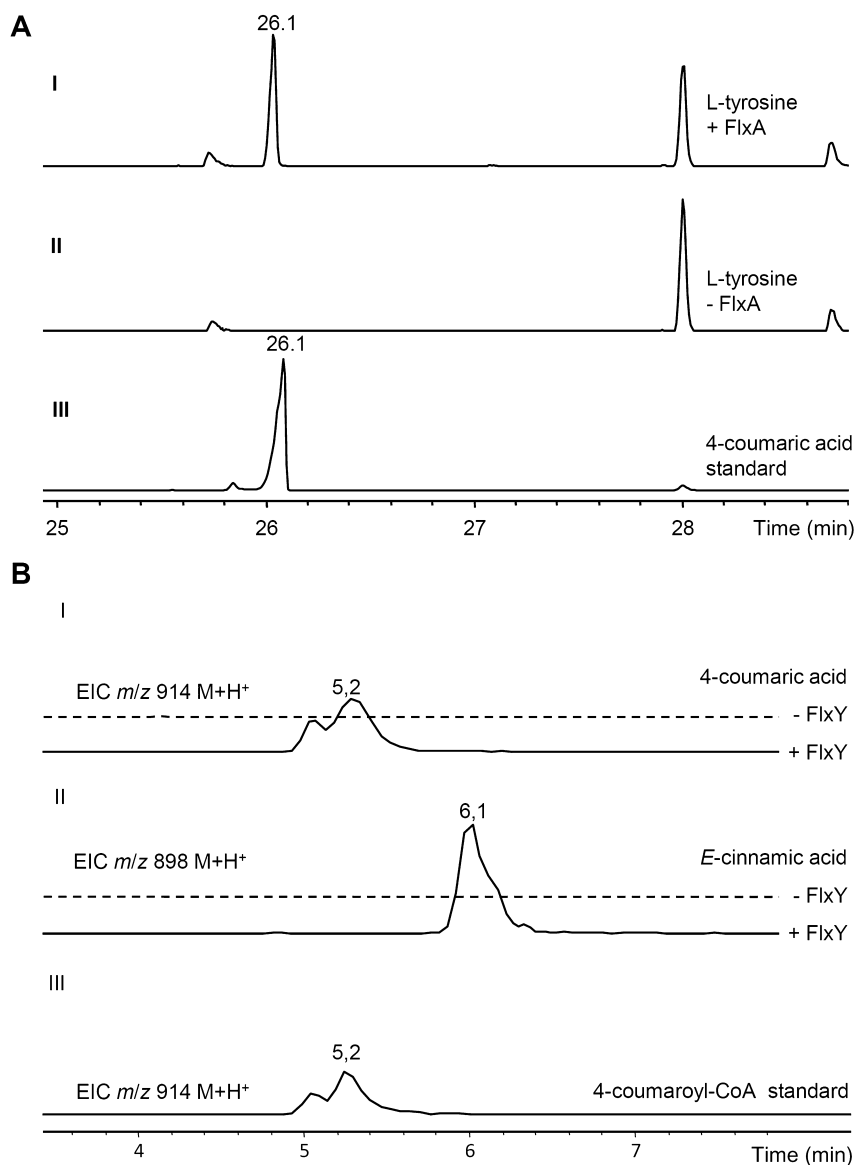 A
26.1
I
L-tyrosine
+ FlxA
II
L-tyrosine
- FlxA
26.1
III
4-coumaric acid
standard
25 26 27 28 Time (min)
B
I
EIC m/z 914 M+H⁺
5,2
4-coumaric acid
- FlxY
+ FlxY
II
6,1
EIC m/z 898 M+H⁺
E-cinnamic acid
- FlxY
+ FlxY
III
5,2
EIC m/z 914 M+H⁺
4-coumaroyl-CoA standard
4 5 6 7 Time (min)